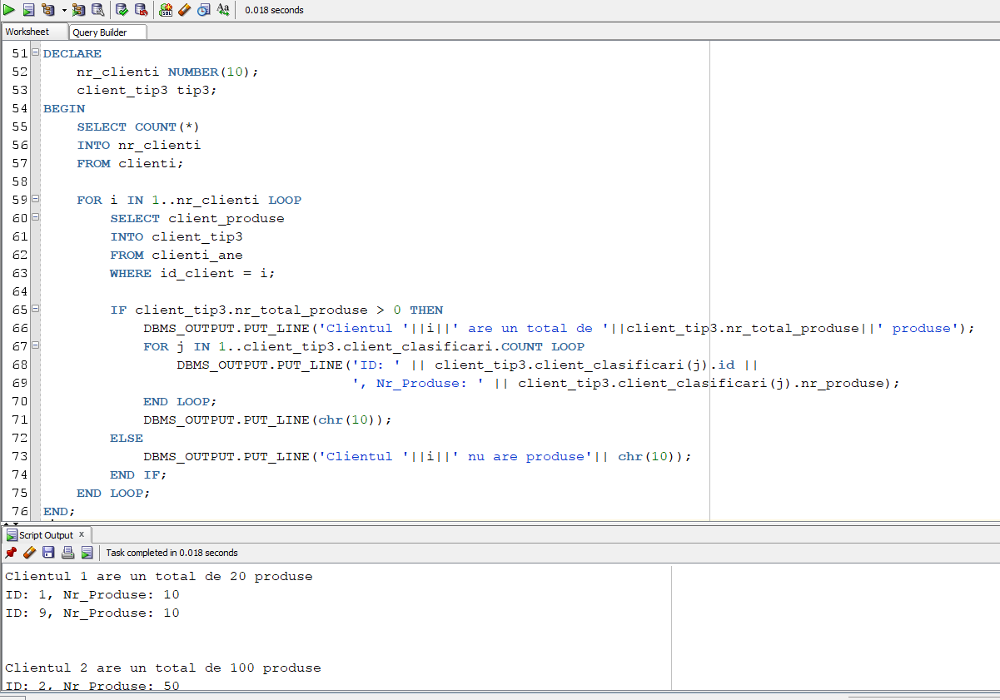 0.018 seconds
Worksheet Query Builder
51 DECLARE
52     nr_clienti NUMBER(10);
53     client_tip3 tip3;
54 BEGIN
55     SELECT COUNT(*)
56     INTO nr_clienti
57     FROM clienti;
58
59     FOR i IN 1..nr_clienti LOOP
60         SELECT client_produse
61         INTO client_tip3
62         FROM clienti_ane
63         WHERE id_client = i;
64
65         IF client_tip3.nr_total_produse > 0 THEN
66             DBMS_OUTPUT.PUT_LINE('Clientul '||i||' are un total de '||client_tip3.nr_total_produse||' produse');
67             FOR j IN 1..client_tip3.client_clasificari.COUNT LOOP
68                 DBMS_OUTPUT.PUT_LINE('ID: ' || client_tip3.client_clasificari(j).id ||
69                                      ', Nr_Produse: ' || client_tip3.client_clasificari(j).nr_produse);
70             END LOOP;
71             DBMS_OUTPUT.PUT_LINE(chr(10));
72         ELSE
73             DBMS_OUTPUT.PUT_LINE('Clientul '||i||' nu are produse'|| chr(10));
74         END IF;
75     END LOOP;
76 END;
Script Output x
Task completed in 0.018 seconds
Clientul 1 are un total de 20 produse
ID: 1, Nr_Produse: 10
ID: 9, Nr_Produse: 10
Clientul 2 are un total de 100 produse
ID: 2, Nr_Produse: 50